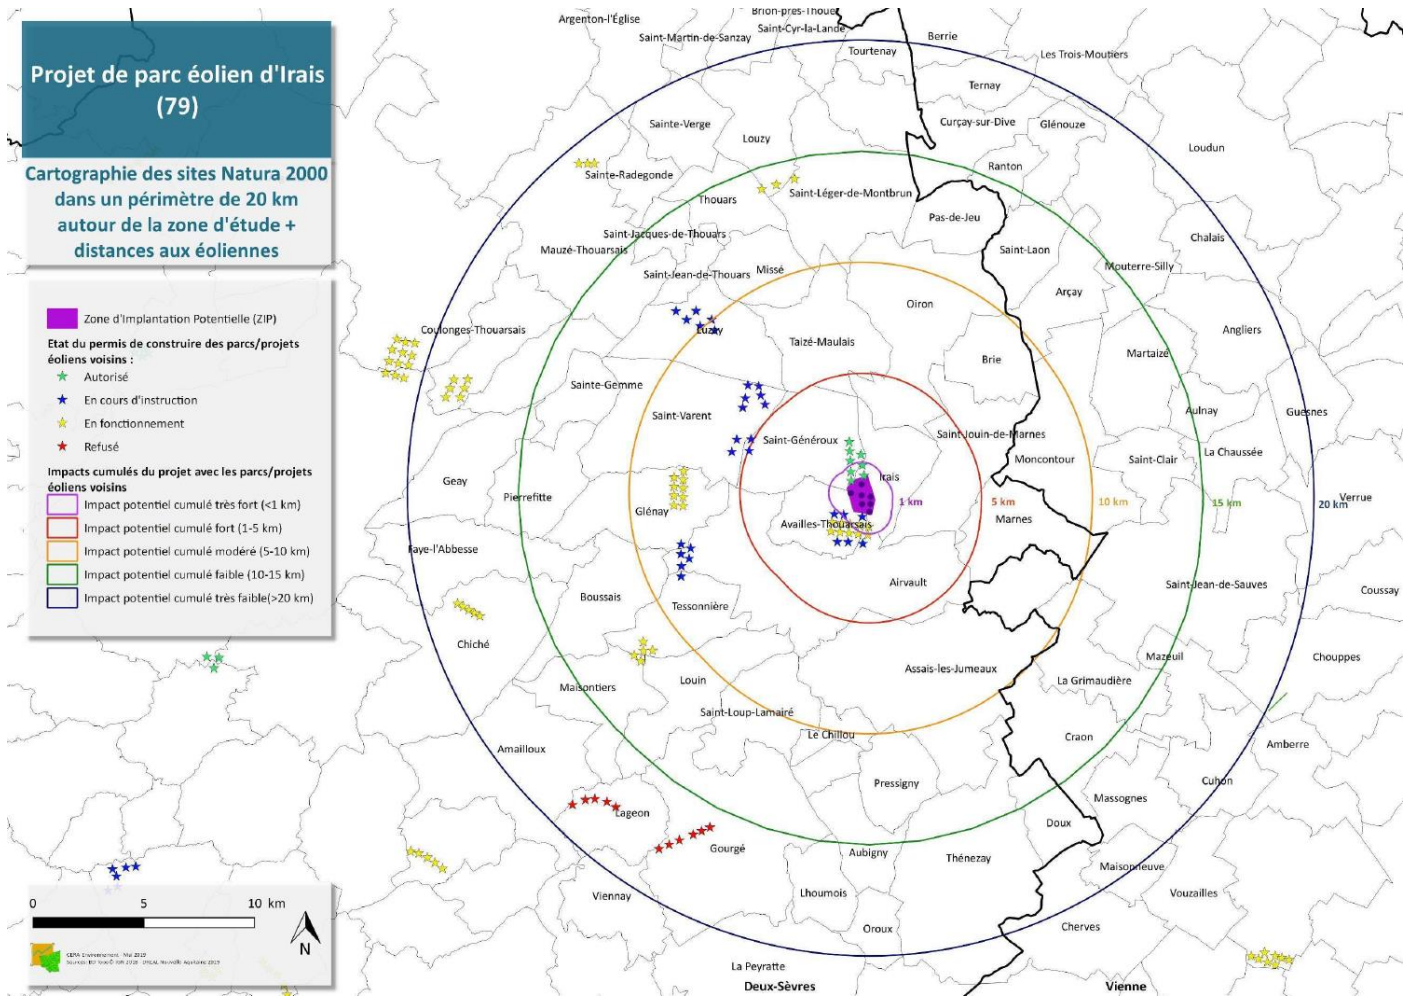 Projet de parc éolien d'Irais
(79)
Cartographie des sites Natura 2000
dans un périmètre de 20 km
autour de la zone d'étude +
distances aux éoliennes
Zone d'Implantation Potentielle (ZIP)
Etat du permis de construire des parcs/projets
éoliens voisins :
Autorisé
En cours d'instruction
En fonctionnement
Refusé
Impacts cumulés du projet avec les parcs/projets
éoliens voisins
Impact potentiel cumulé très fort (<1 km)
Impact potentiel cumulé fort (1-5 km)
Impact potentiel cumulé modéré (5-10 km)
Impact potentiel cumulé faible (10-15 km)
Impact potentiel cumulé très faible(>20 km)
0 5 10 km
N
CERA Environnement - Mai 2019
Brion-près-Thouet
Argenton-l'Église
Saint-Cyr-la-Lande
Saint-Martin-de-Sanzay
Berrie
Tourtenay
Les Trois-Moutiers
Ternay
Sainte-Verge
Curçay-sur-Dive
Glénouze
Louzy
Loudun
Ranton
Sainte-Radegonde
Saint-Léger-de-Montbrun
Thouars
Pas-de-Jeu
Saint-Jacques-de-Thouars
Chalais
Mauzé-Thouarsais
Saint-Laon
Mouterre-Silly
Missé
Saint-Jean-de-Thouars
Arçay
Oiron
Coulonges-Thouarsais
Luzay
Angliers
Taizé-Maulais
Martaizé
Brie
Sainte-Gemme
Saint-Varent
Aulnay
Guesnes
Saint-Généroux
Saint Jouin-de-Marnes
La Chaussée
Moncontour
Saint-Clair
Geay
Irais
Pierrefitte
1 km
5 km
10 km
15 km
20 km
Verrue
Glénay
Availles-Thouarsais
Marnes
Faye-l'Abbesse
Airvault
Saint-Jean-de-Sauves
Coussay
Boussais
Tessonnière
Chiché
Mazeuil
Chouppes
Assais-les-Jumeaux
La Grimaudière
Louin
Maisontiers
Saint-Loup-Lamairé
Le Chillou
Craon
Amailloux
Amberre
Cuhon
Pressigny
Massognes
Lageon
Doux
Gourgé
Aubigny
Thénezay
Maisonneuve
Viennay
Lhoumois
Vouzailles
Oroux
Cherves
La Peyratte
Deux-Sèvres
Vienne